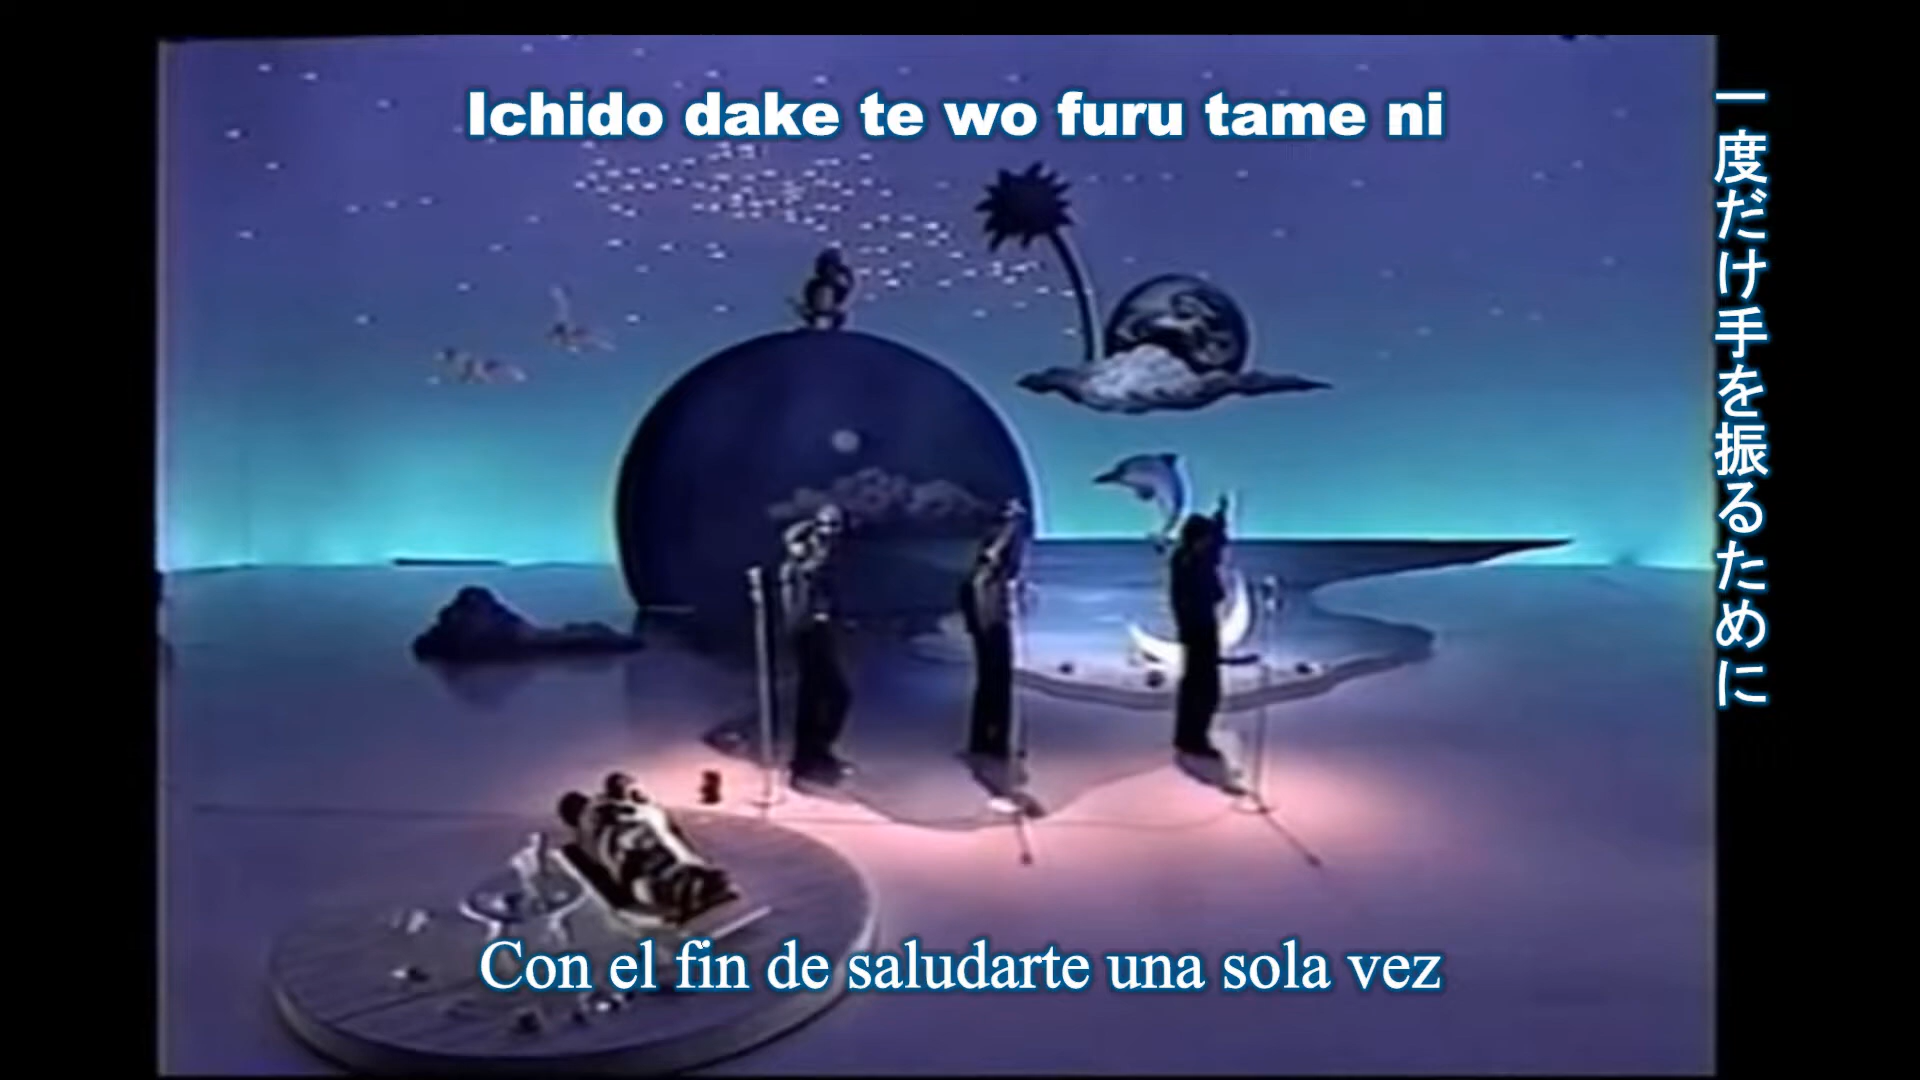 Ichido dake te wo furu tame ni
一度だけ手を振るために
Con el fin de saludarte una sola vez